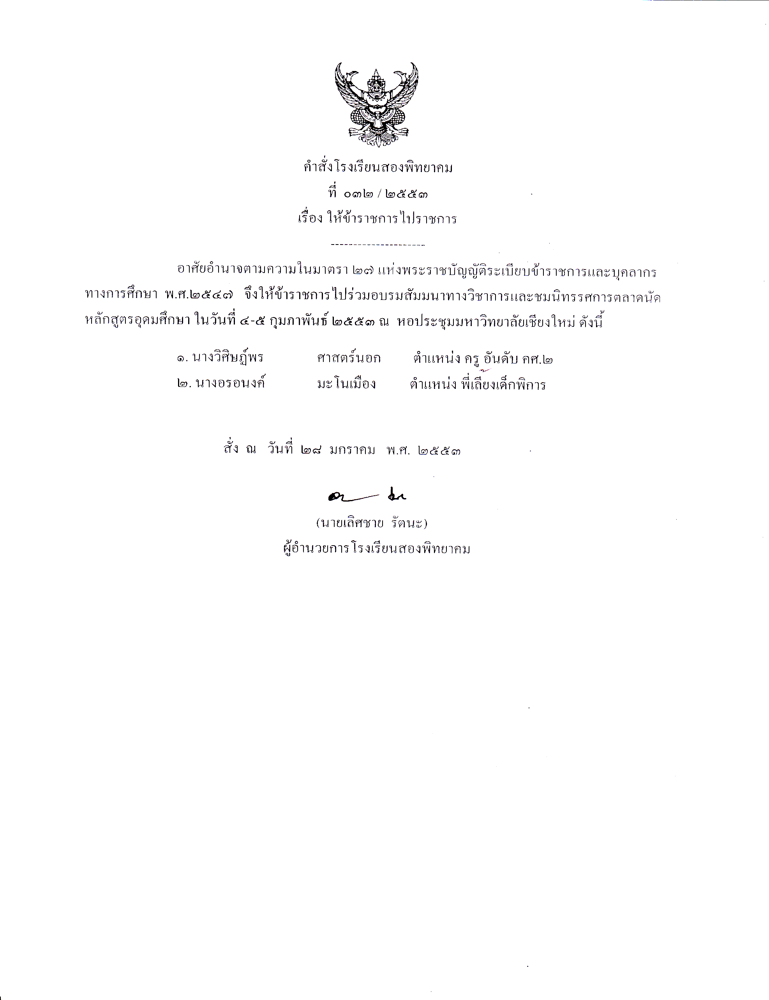 คำสั่งโรงเรียนสองพิทยาคม
ที่ ๐๓๒ / ๒๕๕๓
เรื่อง ให้ข้าราชการไปราชการ
---------------------
อาศัยอำนาจตามความในมาตรา ๒๗ แห่งพระราชบัญญัติระเบียบข้าราชการและบุคลากร
ทางการศึกษา พ.ศ.๒๕๔๗ จึงให้ข้าราชการไปร่วมอบรมสัมมนาทางวิชาการและชมนิทรรศการตลาดนัด
หลักสูตรอุดมศึกษา ในวันที่ ๔-๕ กุมภาพันธ์ ๒๕๕๓ ณ หอประชุมมหาวิทยาลัยเชียงใหม่ ดังนี้
๑. นางวิศิษฏ์พร ศาสตร์นอก ตำแหน่ง ครู อันดับ คศ.๒
๒. นางอรอนงค์ มะโนเมือง ตำแหน่ง พี่เลี้ยงเด็กพิการ
สั่ง ณ วันที่ ๒๘ มกราคม พ.ศ. ๒๕๕๓
(นายเลิศชาย รัตนะ)
ผู้อำนวยการโรงเรียนสองพิทยาคม